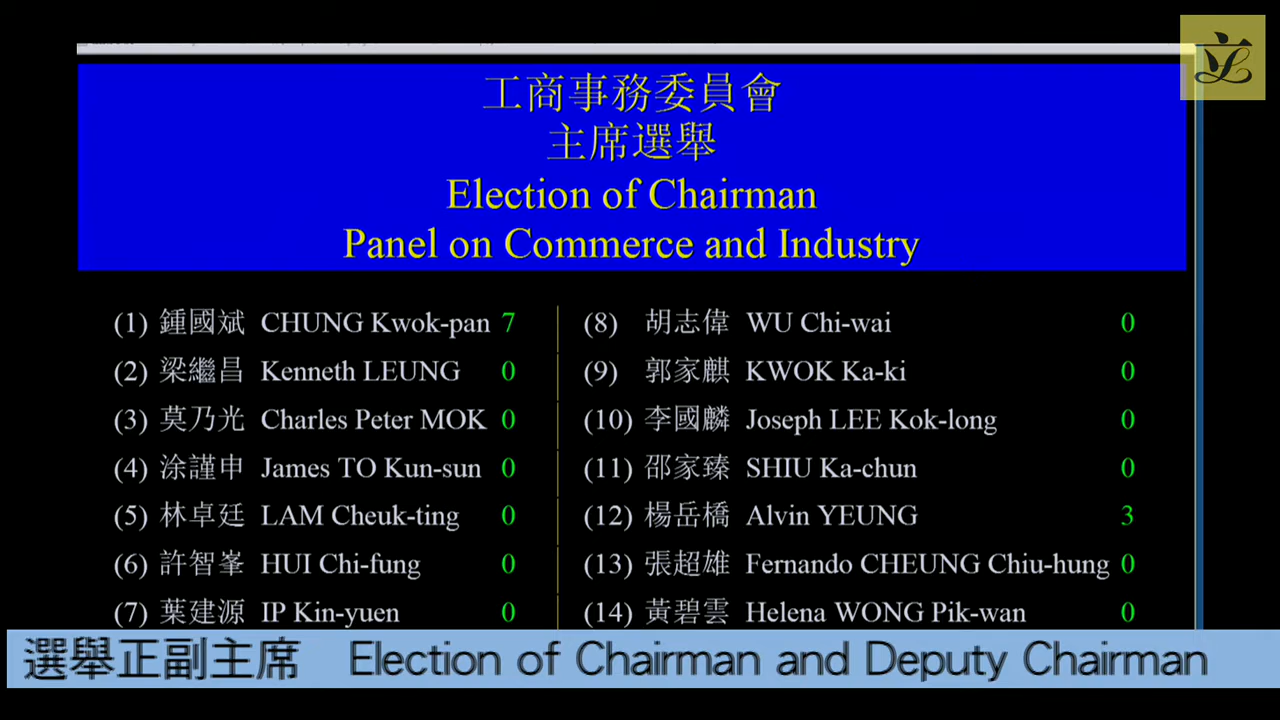 工商事務委員會
主席選舉
Election of Chairman
Panel on Commerce and Industry
(1) 鍾國斌 CHUNG Kwok-pan 7
(2) 梁繼昌 Kenneth LEUNG 0
(3) 莫乃光 Charles Peter MOK 0
(4) 涂謹申 James TO Kun-sun 0
(5) 林卓廷 LAM Cheuk-ting 0
(6) 許智峯 HUI Chi-fung 0
(7) 葉建源 IP Kin-yuen 0
(8) 胡志偉 WU Chi-wai 0
(9) 郭家麒 KWOK Ka-ki 0
(10) 李國麟 Joseph LEE Kok-long 0
(11) 邵家臻 SHIU Ka-chun 0
(12) 楊岳橋 Alvin YEUNG 3
(13) 張超雄 Fernando CHEUNG Chiu-hung 0
(14) 黃碧雲 Helena WONG Pik-wan 0
選舉正副主席 Election of Chairman and Deputy Chairman